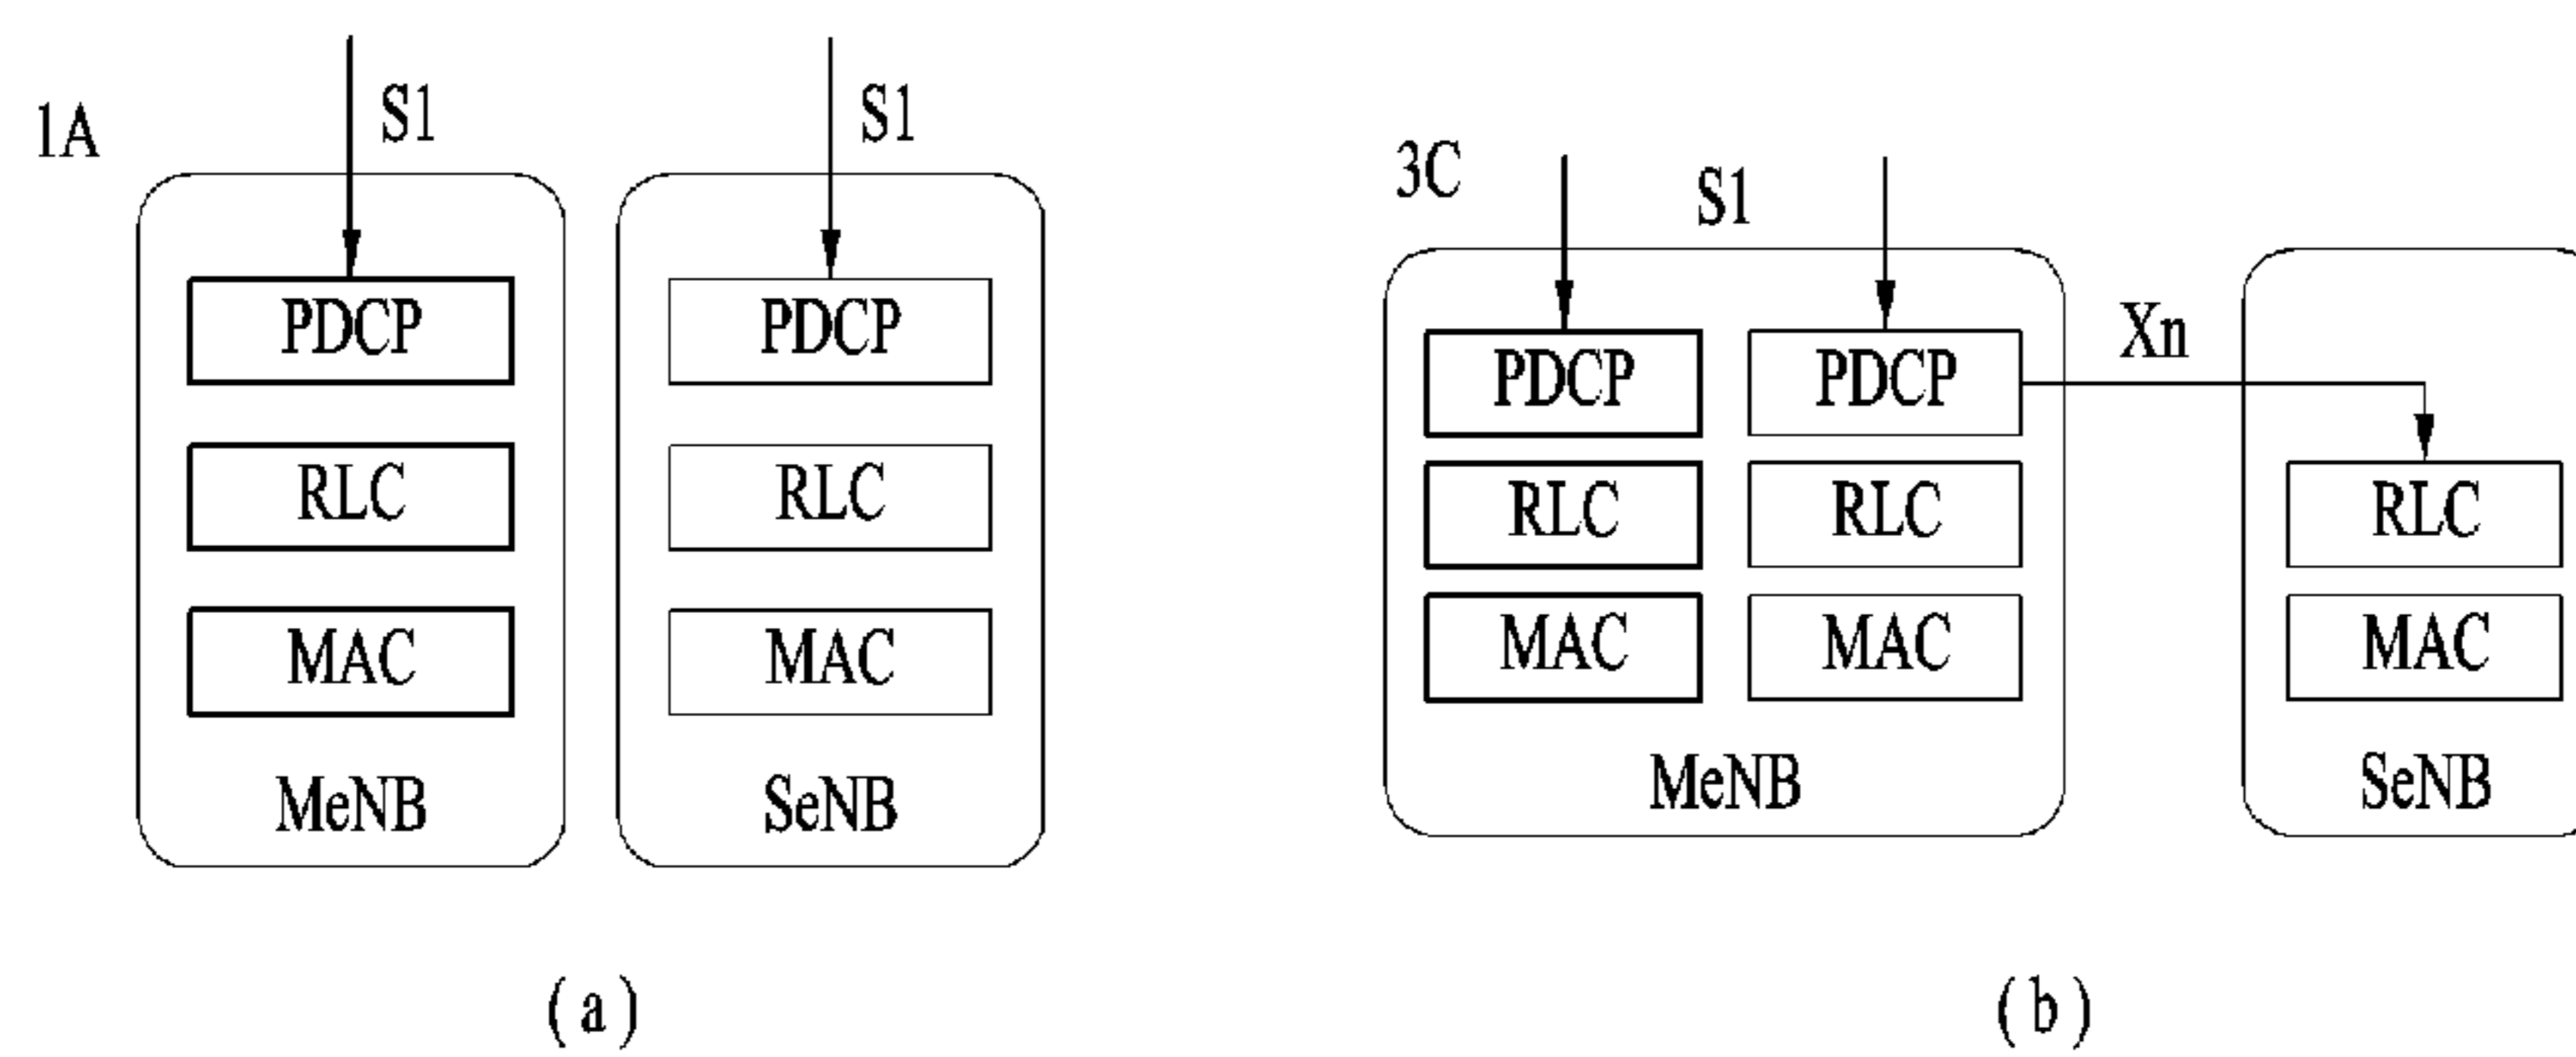 1A
S1
S1
PDCP
PDCP
RLC
RLC
MAC
MAC
MeNB
SeNB
(a)
3C
S1
Xn
PDCP
PDCP
RLC
RLC
RLC
MAC
MAC
MAC
MeNB
SeNB
(b)